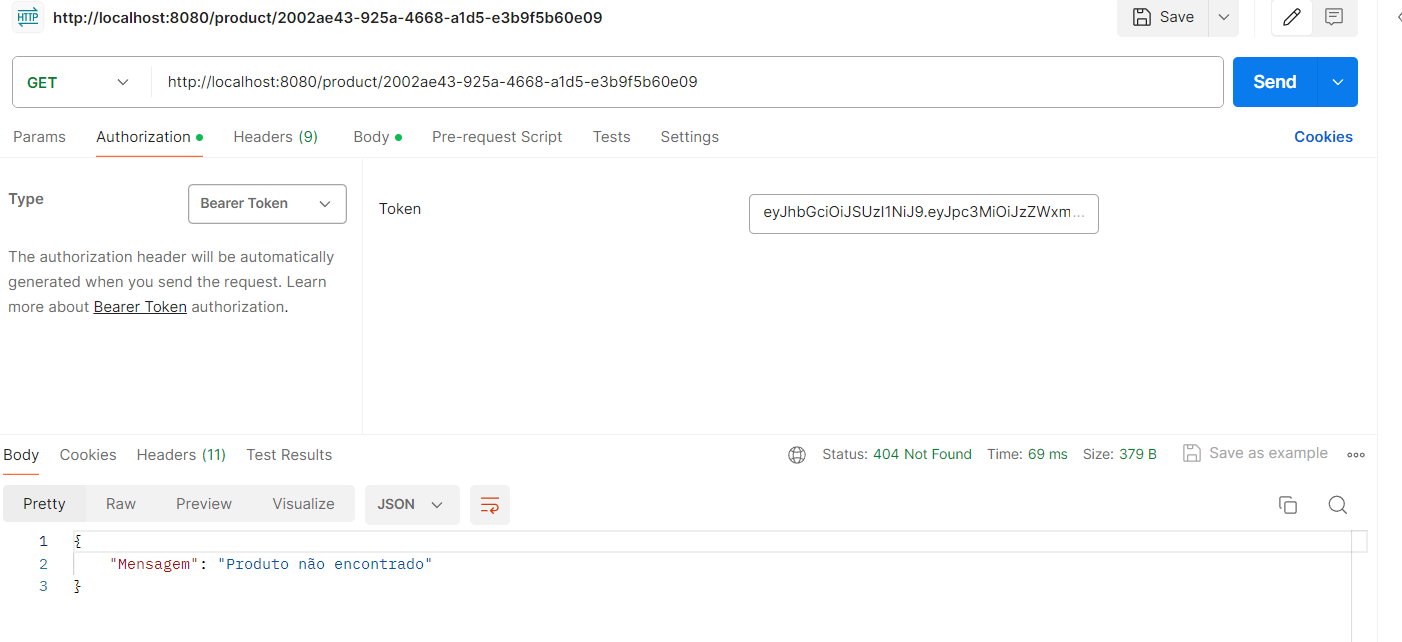 HTTP http://localhost:8080/product/2002ae43-925a-4668-a1d5-e3b9f5b60e09 Save
GET http://localhost:8080/product/2002ae43-925a-4668-a1d5-e3b9f5b60e09 Send
Params Authorization Headers (9) Body Pre-request Script Tests Settings Cookies
Type Bearer Token Token eyJhbGciOiJSUzI1NiJ9.eyJpc3MiOiJzZWxm...
The authorization header will be automatically
generated when you send the request. Learn
more about Bearer Token authorization.
Body Cookies Headers (11) Test Results Status: 404 Not Found Time: 69 ms Size: 379 B Save as example
Pretty Raw Preview Visualize JSON
1 {
2 "Mensagem": "Produto não encontrado"
3 }